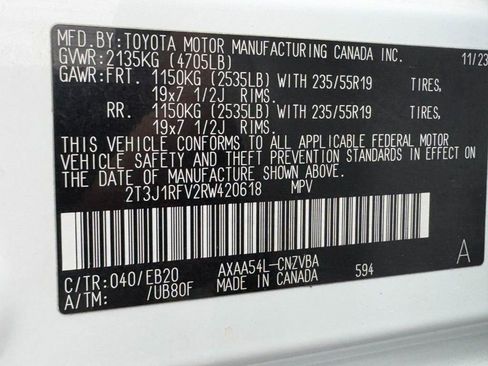 MFD.BY:TOYOTA MOTOR MANUFACTURING CANADA INC. 11/23
GVWR:2135KG (4705LB)
GAWR:FRT. 1150KG (2535LB) WITH 235/55R19 TIRES,
19x7 1/2J RIMS.
RR. 1150KG (2535LB) WITH 235/55R19 TIRES,
19x7 1/2J RIMS.
THIS VEHICLE CONFORMS TO ALL APPLICABLE FEDERAL MOTOR
VEHICLE SAFETY AND THEFT PREVENTION STANDARDS IN EFFECT ON
THE DATE OF MANUFACTURE SHOWN ABOVE.
2T3J1RFV2RW420618 MPV
C/TR:040/EB20 AXAA54L-CNZVBA A
A/TM: /UB80F MADE IN CANADA 594